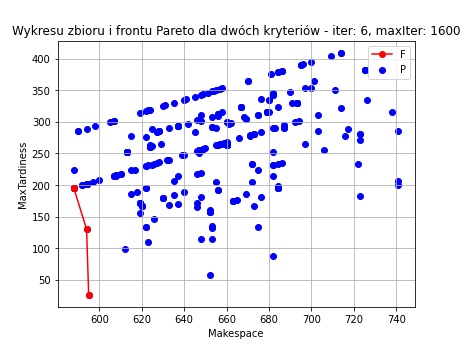 Wykresu zbioru i frontu Pareto dla dwóch kryteriów - iter: 6, maxIter: 1600
F
P
400
350
300
250
200
150
100
50
MaxTardiness
600 620 640 660 680 700 720 740
Makespace